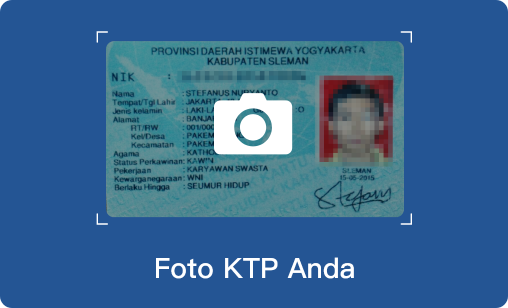 PROVINSI DAERAH ISTIMEWA YOGYAKARTA
KABUPATEN SLEMAN
NIK :
Nama : STEFANUS NURYANTO
Tempat/Tgl Lahir : JAKARTA
Jenis kelamin : LAKI-LA
Alamat : BANJAR
RT/RW : 001/00
Kel/Desa : PAKEM
Kecamatan : PAKEM
Agama : KATHO
Status Perkawinan: KAWIN
Pekerjaan : KARYAWAN SWASTA
Kewarganegaraan: WNI
Berlaku Hingga : SEUMUR HIDUP
SLEMAN
15-05-2015
Foto KTP Anda